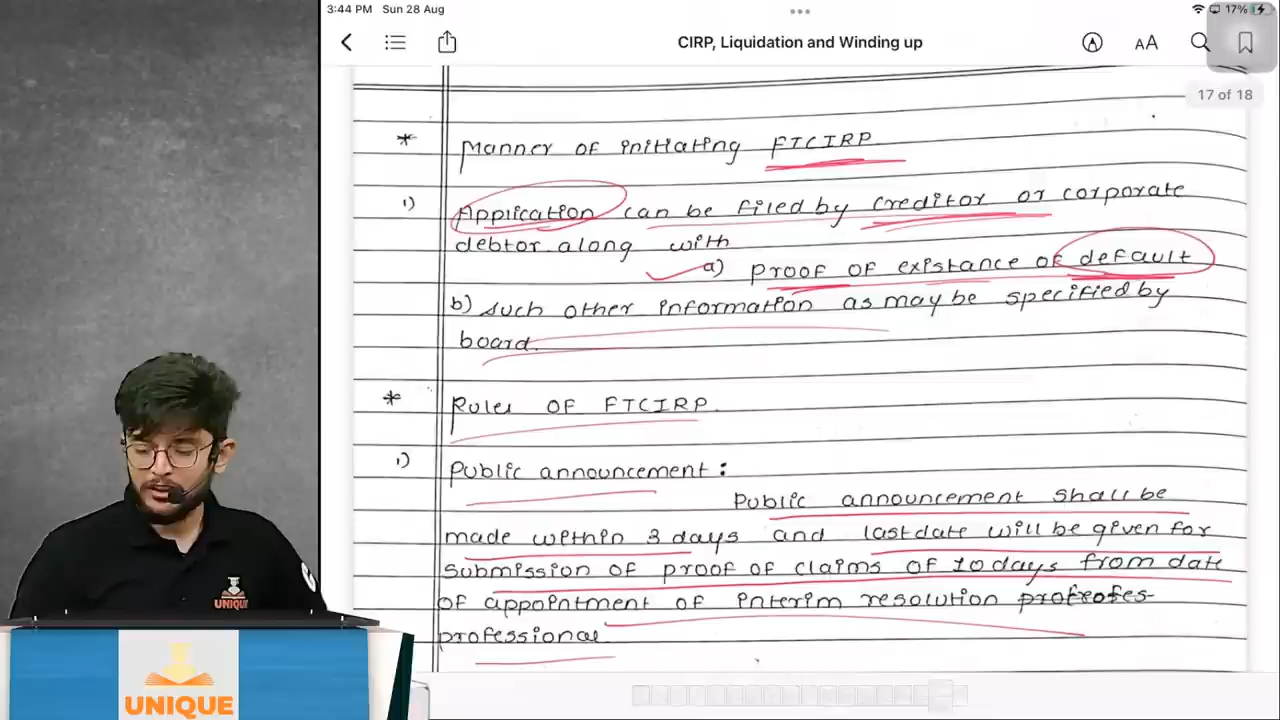 3:44 PM Sun 28 Aug
17%
CIRP, Liquidation and Winding up
AA
17 of 18
* Manner of initiating FTCIRP
1) Application can be filed by creditor or corporate
debtor along with
a) proof of existance of default
b) such other information as may be specified by
board.
* Rules OF FTCIRP.
1) Public announcement :
Public announcement shall be
made within 3 days and last date will be given for
submission of proof of claims of 10 days from date
of appointment of interim resolution profrofes-
professional
UNIQUE
UNIQUE